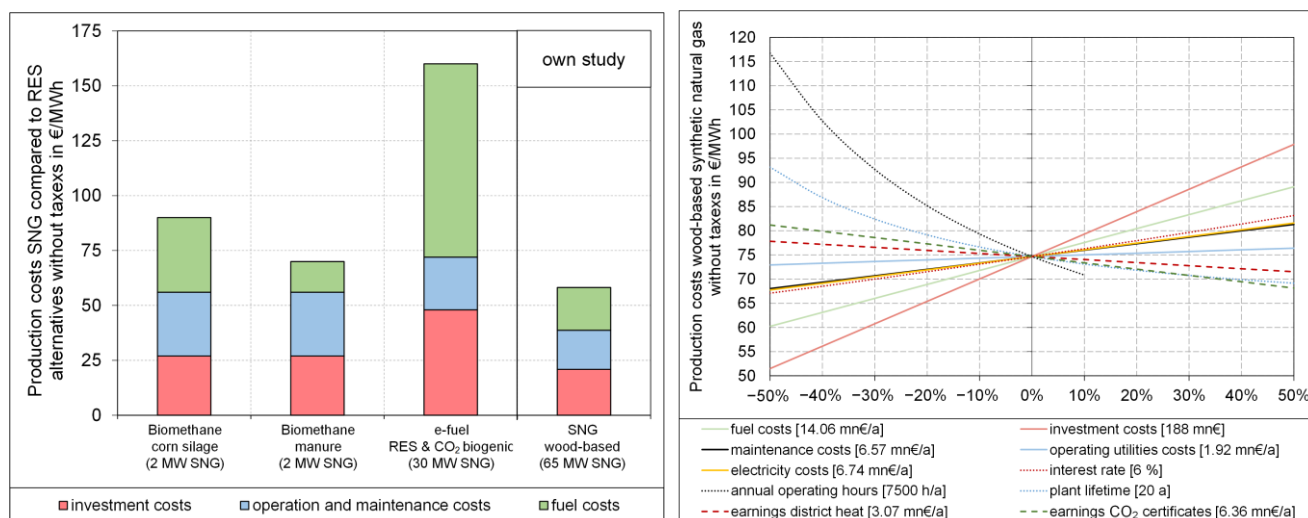 Production costs SNG compared to RES
alternatives without taxexs in €/MWh
175
150
125
100
75
50
25
0
own study
Biomethane
corn silage
(2 MW SNG)
Biomethane
manure
(2 MW SNG)
e-fuel
RES & CO₂ biogenic
(30 MW SNG)
SNG
wood-based
(65 MW SNG)
investment costs
operation and maintenance costs
fuel costs
Production costs wood-based synthetic natural gas
without taxexs in €/MWh
120
115
110
105
100
95
90
85
80
75
70
65
60
55
50
−50% −40% −30% −20% −10% 0% 10% 20% 30% 40% 50%
fuel costs [14.06 mn€/a]
investment costs [188 mn€]
maintenance costs [6.57 mn€/a]
operating utilities costs [1.92 mn€/a]
electricity costs [6.74 mn€/a]
interest rate [6 %]
annual operating hours [7500 h/a]
plant lifetime [20 a]
earnings district heat [3.07 mn€/a]
earnings CO₂ certificates [6.36 mn€/a]